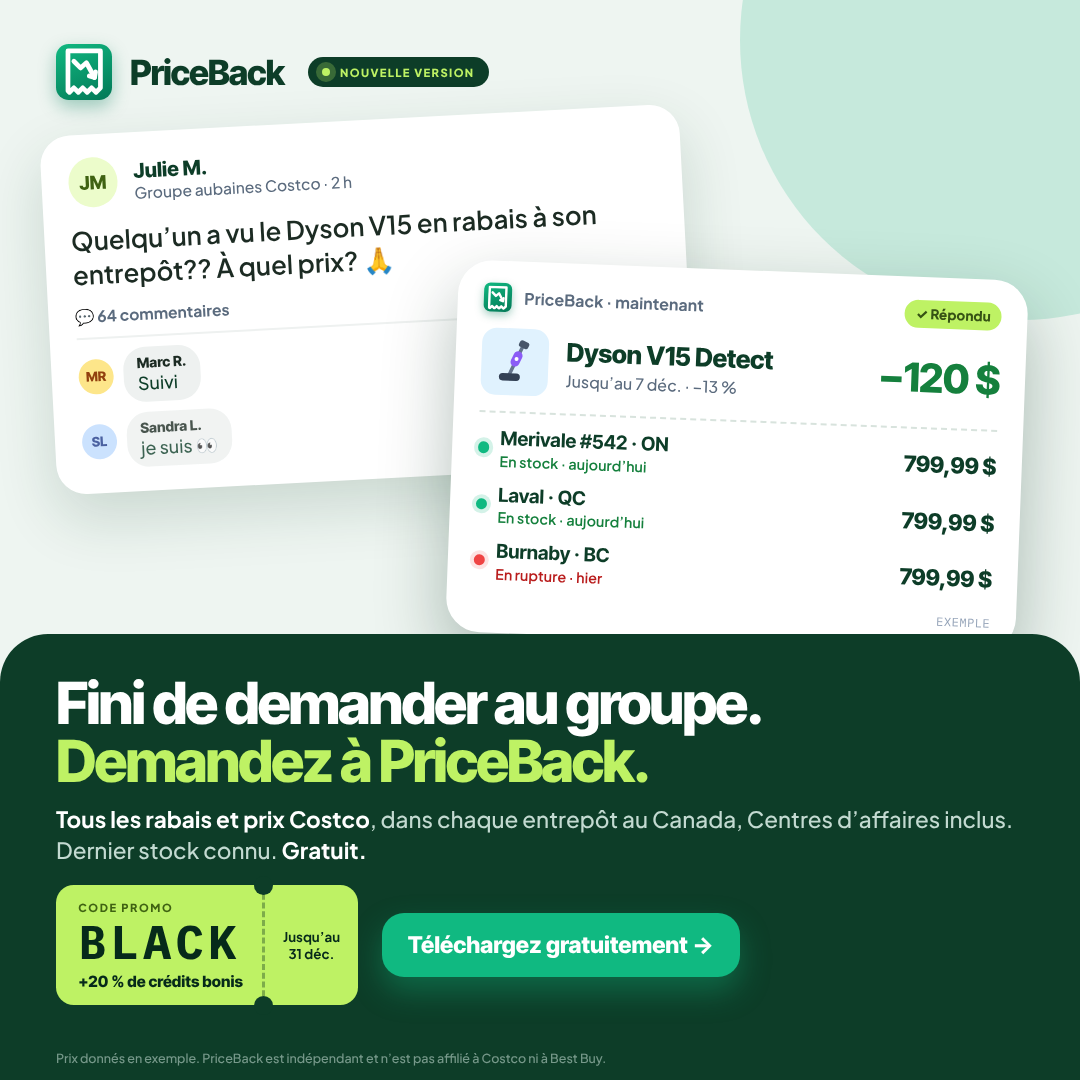 PriceBack
NOUVELLE VERSION
JM
Julie M.
Groupe aubaines Costco · 2 h
Quelqu’un a vu le Dyson V15 en rabais à son
entrepôt?? À quel prix? 🙏
💬 64 commentaires
MR
Marc R.
Suivi
SL
Sandra L.
je suis 👀
PriceBack · maintenant
✓ Répondu
Dyson V15 Detect
Jusqu’au 7 déc. · −13 %
−120 $
Merivale #542 · ON
En stock · aujourd’hui
799,99 $
Laval · QC
En stock · aujourd’hui
799,99 $
Burnaby · BC
En rupture · hier
799,99 $
EXEMPLE
Fini de demander au groupe.
Demandez à PriceBack.
Tous les rabais et prix Costco, dans chaque entrepôt au Canada, Centres d’affaires inclus.
Dernier stock connu. Gratuit.
CODE PROMO
BLACK
+20 % de crédits bonis
Jusqu’au
31 déc.
Téléchargez gratuitement →
Prix donnés en exemple. PriceBack est indépendant et n’est pas affilié à Costco ni à Best Buy.